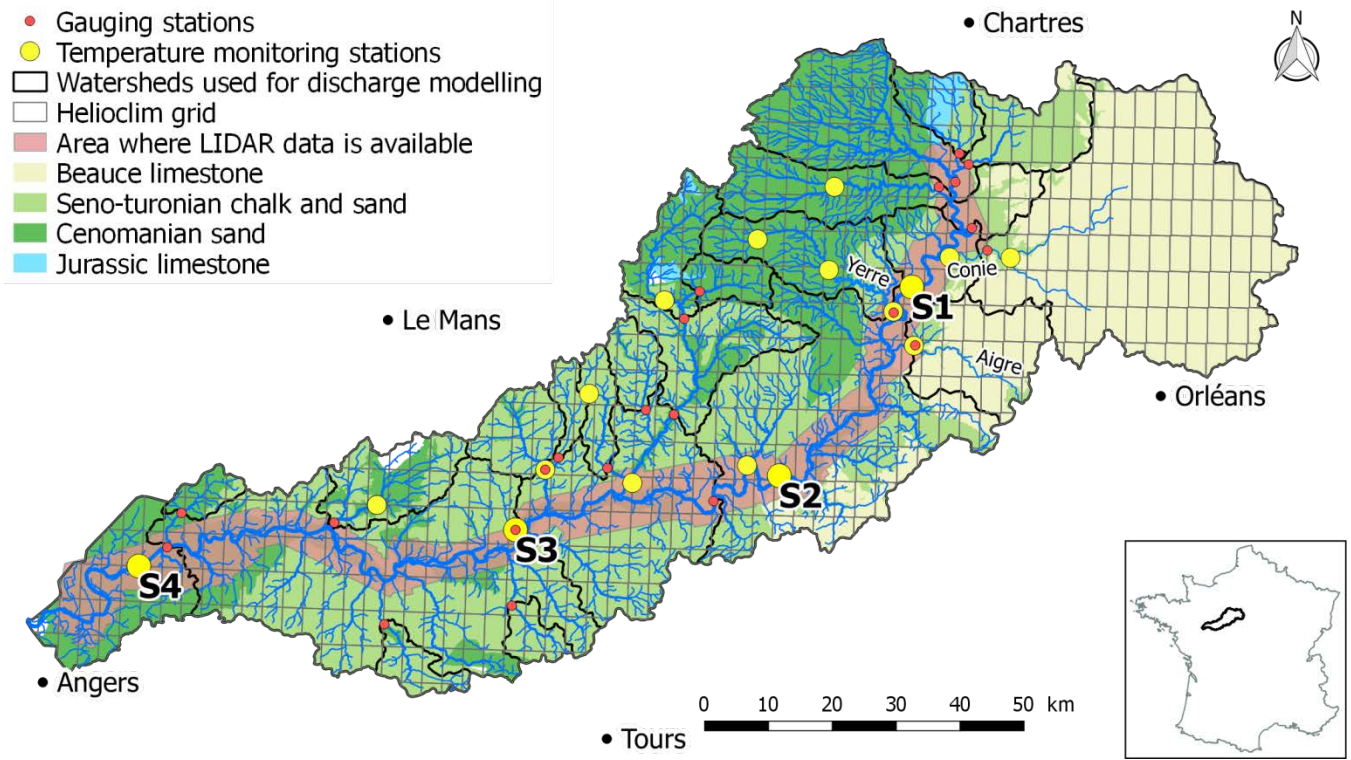 Gauging stations
Temperature monitoring stations
Watersheds used for discharge modelling
Helioclim grid
Area where LIDAR data is available
Beauce limestone
Seno-turonian chalk and sand
Cenomanian sand
Jurassic limestone
Chartres
N
Yerre
Conie
S1
Le Mans
Aigre
Orléans
S2
S3
S4
Angers
0 10 20 30 40 50 km
Tours